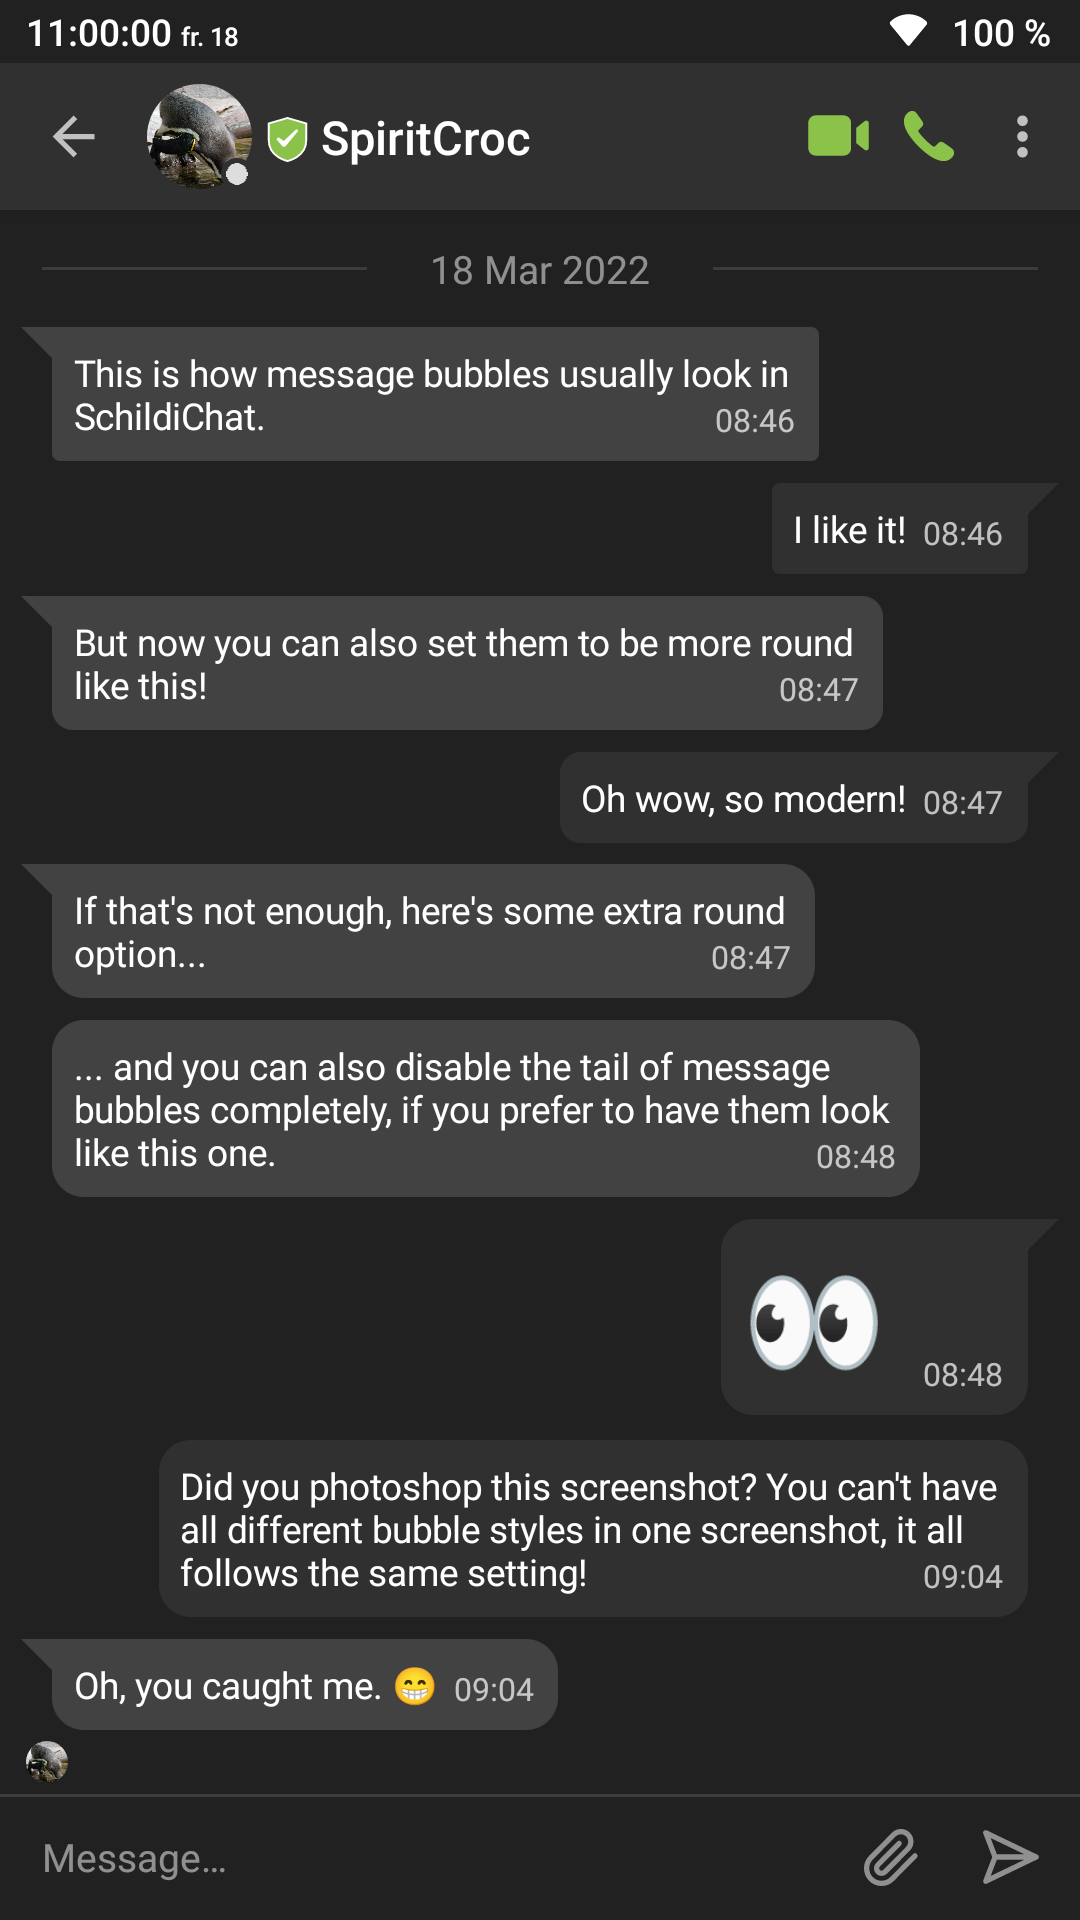 11:00:00 fr. 18 100 %
SpiritCroc
18 Mar 2022
This is how message bubbles usually look in
SchildiChat. 08:46
I like it! 08:46
But now you can also set them to be more round
like this! 08:47
Oh wow, so modern! 08:47
If that's not enough, here's some extra round
option... 08:47
... and you can also disable the tail of message
bubbles completely, if you prefer to have them look
like this one. 08:48
👀 08:48
Did you photoshop this screenshot? You can't have
all different bubble styles in one screenshot, it all
follows the same setting! 09:04
Oh, you caught me. 😁 09:04
Message…